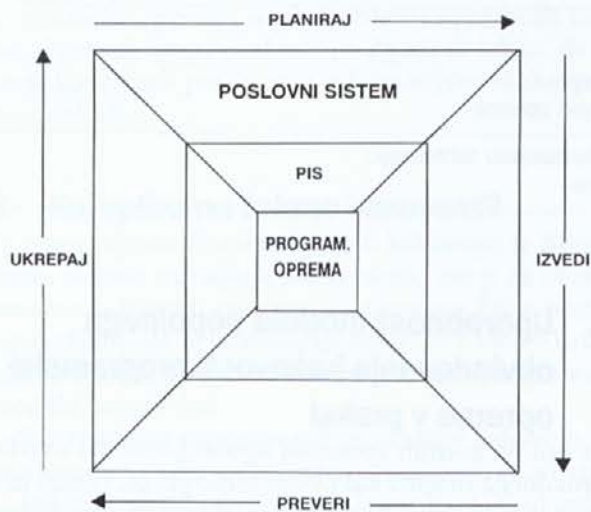 PLANIRAJ
POSLOVNI SISTEM
PIS
UKREPAJ
PROGRAM.
OPREMA
IZVEDI
PREVERI